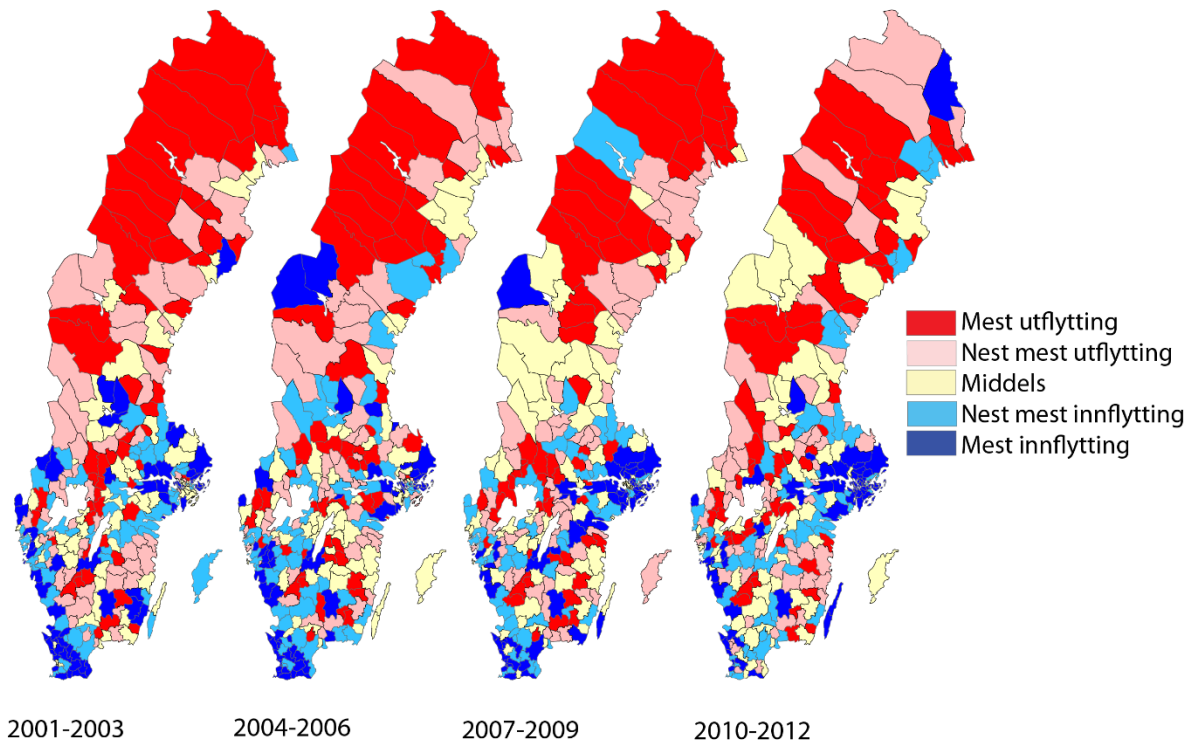 Mest utflytting
Nest mest utflytting
Middels
Nest mest innflytting
Mest innflytting
2001-2003
2004-2006
2007-2009
2010-2012